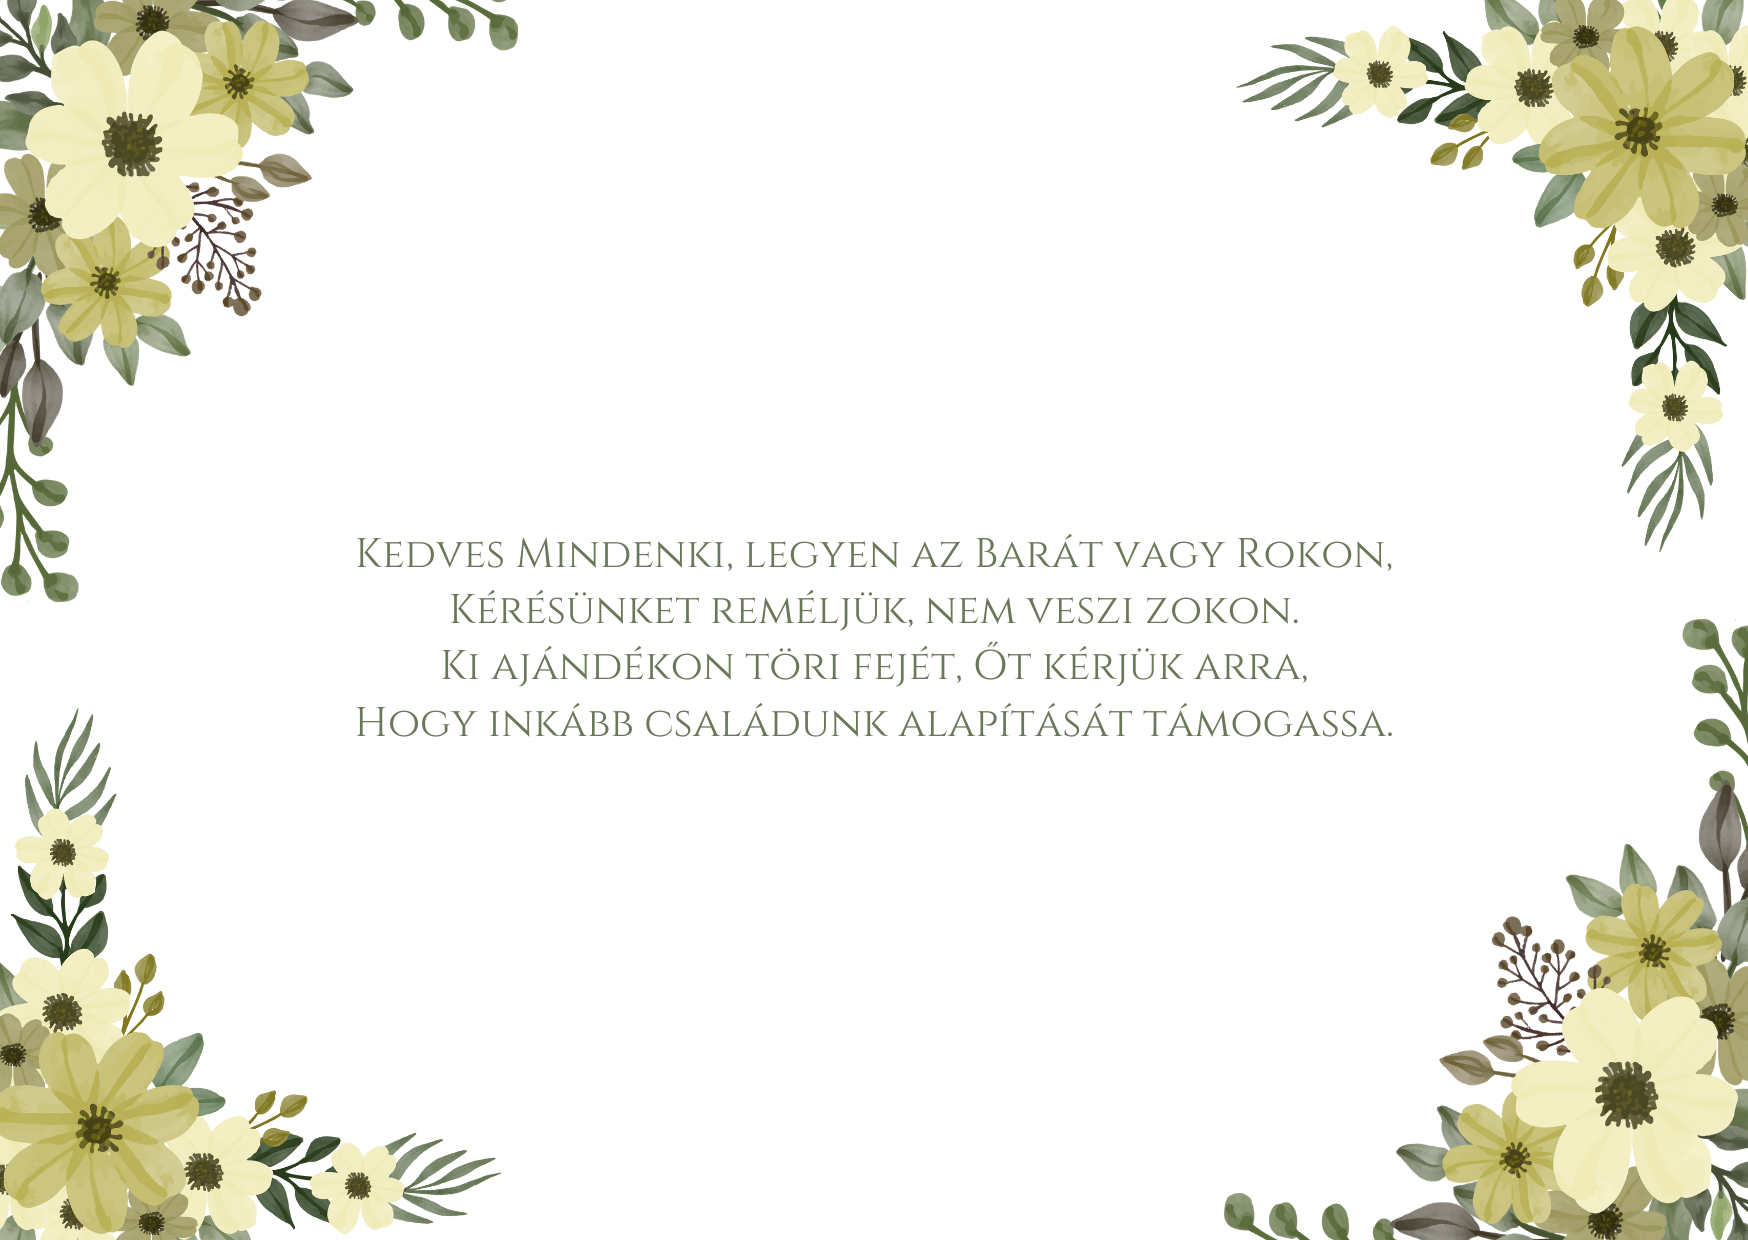 Kedves Mindenki, legyen az Barát vagy Rokon,
Kérésünket reméljük, nem veszi zokon.
Ki ajándékon töri fejét, Őt kérjük arra,
Hogy inkább családunk alapítását támogassa.